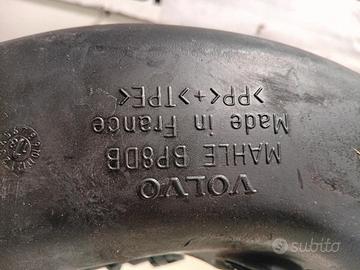 VOLVO
MAHLE BP8DB
Made in France
>PP<+>TPE<
subito